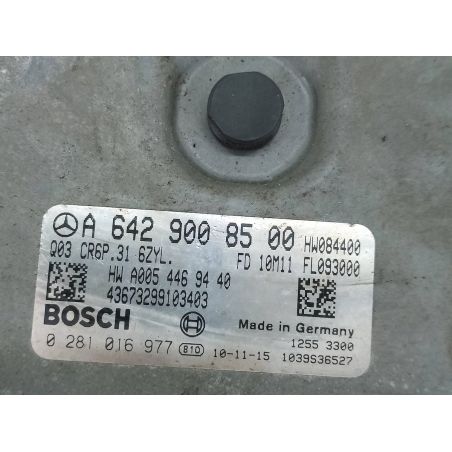 A 642 900 85 00 HW084400
Q03 CR6P.31 6ZYL. FD 10M11 FL093000
HW A005 446 94 40
43673299103403
BOSCH Made in Germany
1255 3300
0 281 016 977 B10 10-11-15 1039S36527